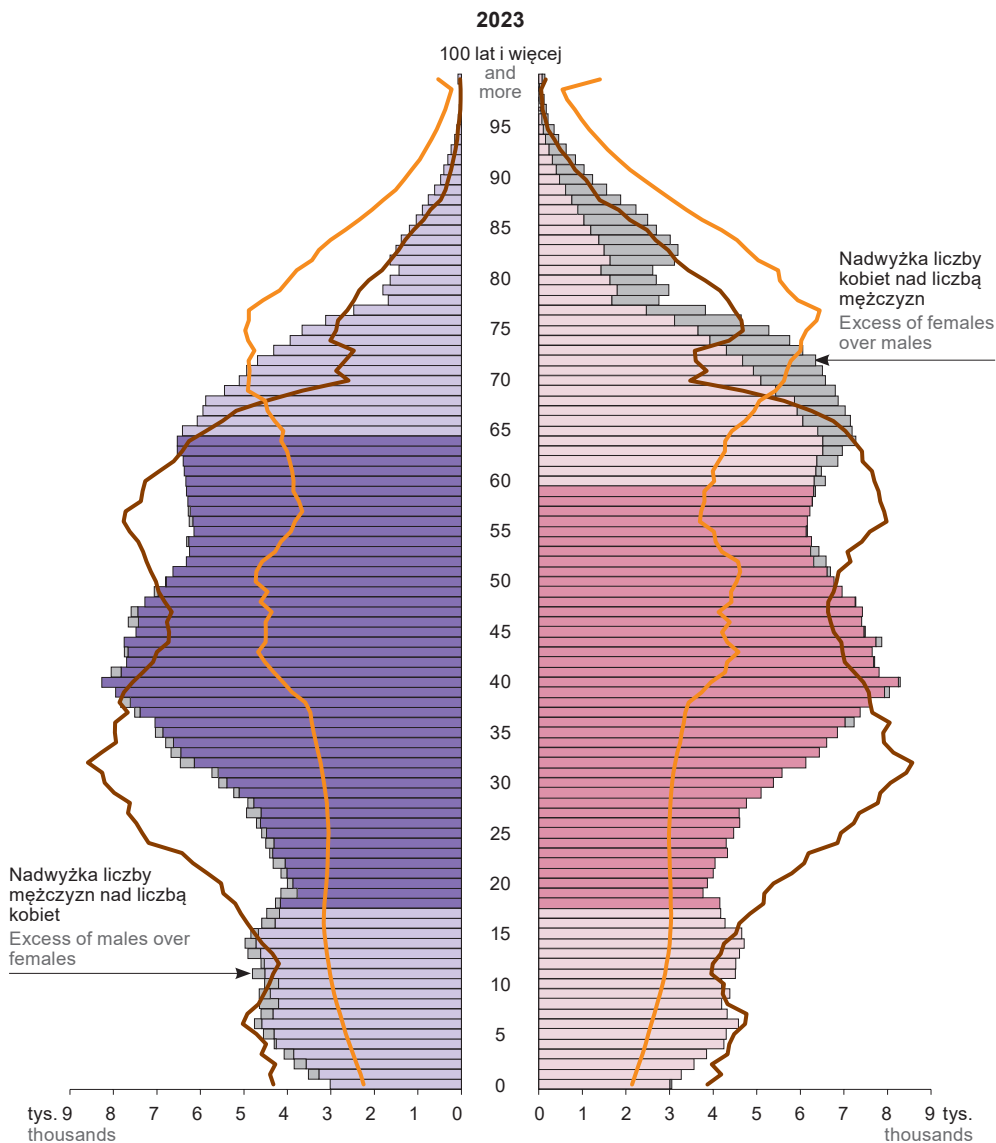 2023
100 lat i więcej
and
more
95
90
85
80
75
70
65
60
55
50
45
40
35
30
25
20
15
10
5
0
Nadwyżka liczby
kobiet nad liczbą
mężczyzn
Excess of females
over males
Nadwyżka liczby
mężczyzn nad liczbą
kobiet
Excess of males over
females
tys. 9 8 7 6 5 4 3 2 1 0
thousands
0 1 2 3 4 5 6 7 8 9 tys.
thousands